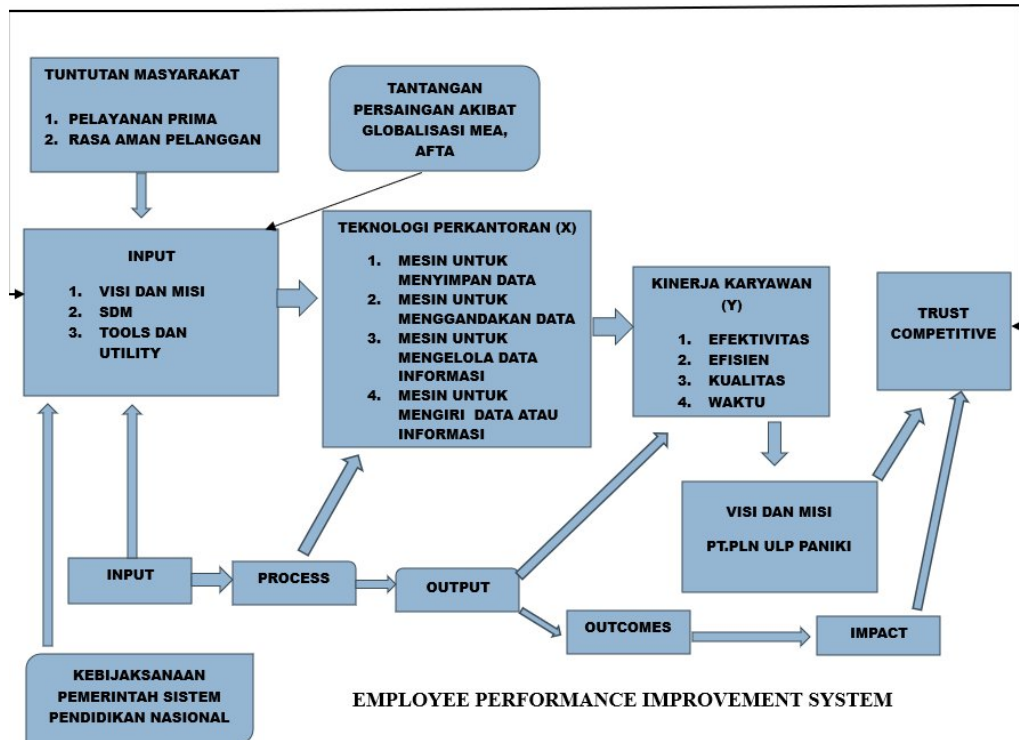 TUNTUTAN MASYARAKAT
1. PELAYANAN PRIMA
2. RASA AMAN PELANGGAN
TANTANGAN
PERSAINGAN AKIBAT
GLOBALISASI MEA,
AFTA
INPUT
1. VISI DAN MISI
2. SDM
3. TOOLS DAN
UTILITY
TEKNOLOGI PERKANTORAN (X)
1. MESIN UNTUK
MENYIMPAN DATA
2. MESIN UNTUK
MENGGANDAKAN DATA
3. MESIN UNTUK
MENGELOLA DATA
INFORMASI
4. MESIN UNTUK
MENGIRI DATA ATAU
INFORMASI
KINERJA KARYAWAN
(Y)
1. EFEKTIVITAS
2. EFISIEN
3. KUALITAS
4. WAKTU
TRUST
COMPETITIVE
VISI DAN MISI
PT.PLN ULP PANIKI
INPUT
PROCESS
OUTPUT
OUTCOMES
IMPACT
KEBIJAKSANAAN
PEMERINTAH SISTEM
PENDIDIKAN NASIONAL
EMPLOYEE PERFORMANCE IMPROVEMENT SYSTEM